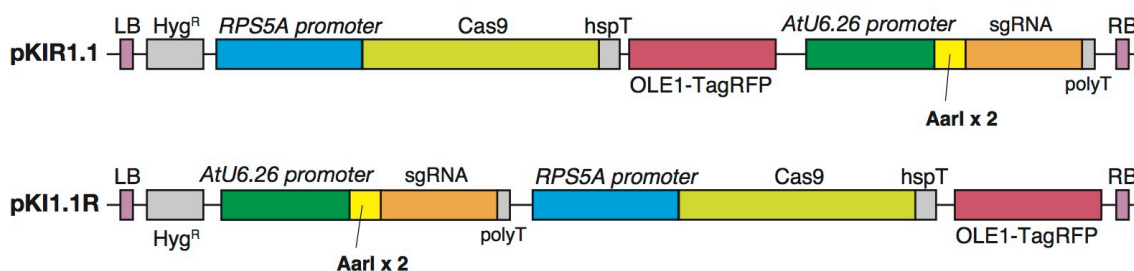 LB Hygᴿ RPS5A promoter Cas9 hspT AtU6.26 promoter sgRNA RB
pKIR1.1
OLE1-TagRFP polyT
AarI x 2
LB AtU6.26 promoter sgRNA RPS5A promoter Cas9 hspT RB
pKI1.1R
Hygᴿ polyT OLE1-TagRFP
AarI x 2